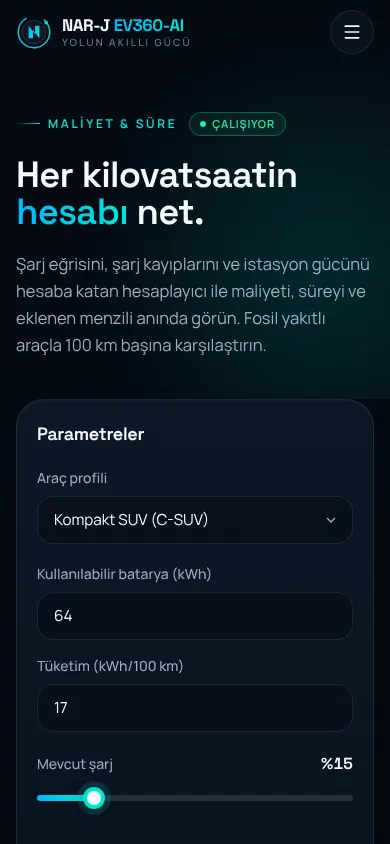 NAR-J EV360-AI
YOLUN AKILLI GÜCÜ
MALİYET & SÜRE
ÇALIŞIYOR
Her kilovatsaatin
hesabı net.
Şarj eğrisini, şarj kayıplarını ve istasyon gücünü
hesaba katan hesaplayıcı ile maliyeti, süreyi ve
eklenen menzili anında görün. Fosil yakıtlı
araçla 100 km başına karşılaştırın.
Parametreler
Araç profili
Kompakt SUV (C-SUV)
Kullanılabilir batarya (kWh)
64
Tüketim (kWh/100 km)
17
Mevcut şarj %15